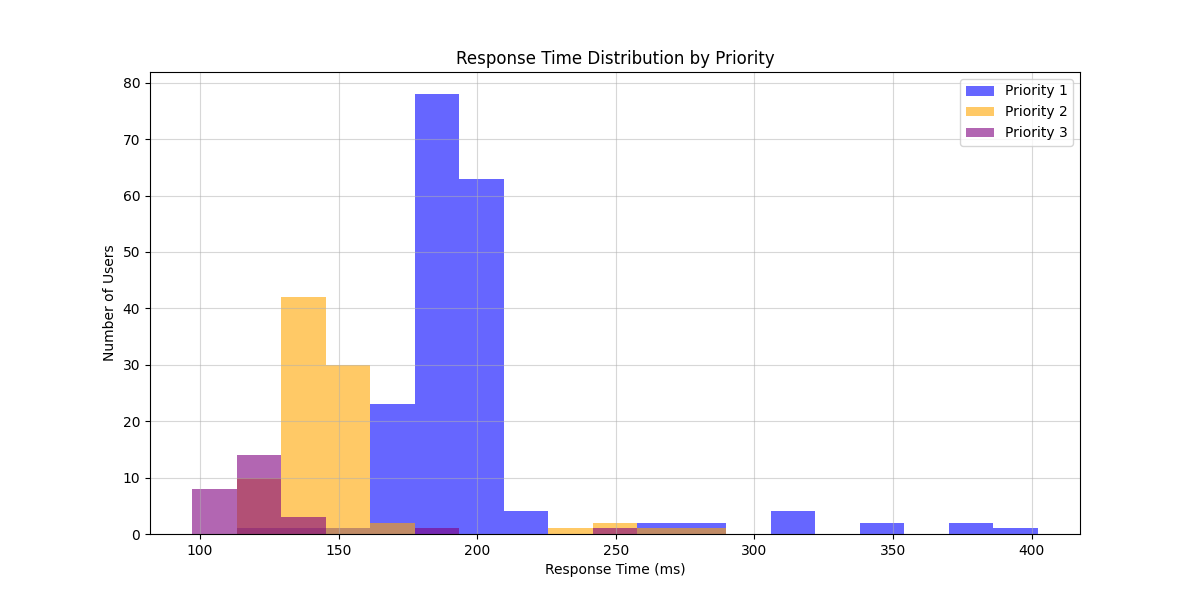 Response Time Distribution by Priority
80
70
60
50
40
30
20
10
0
Number of Users
Priority 1
Priority 2
Priority 3
100 150 200 250 300 350 400
Response Time (ms)